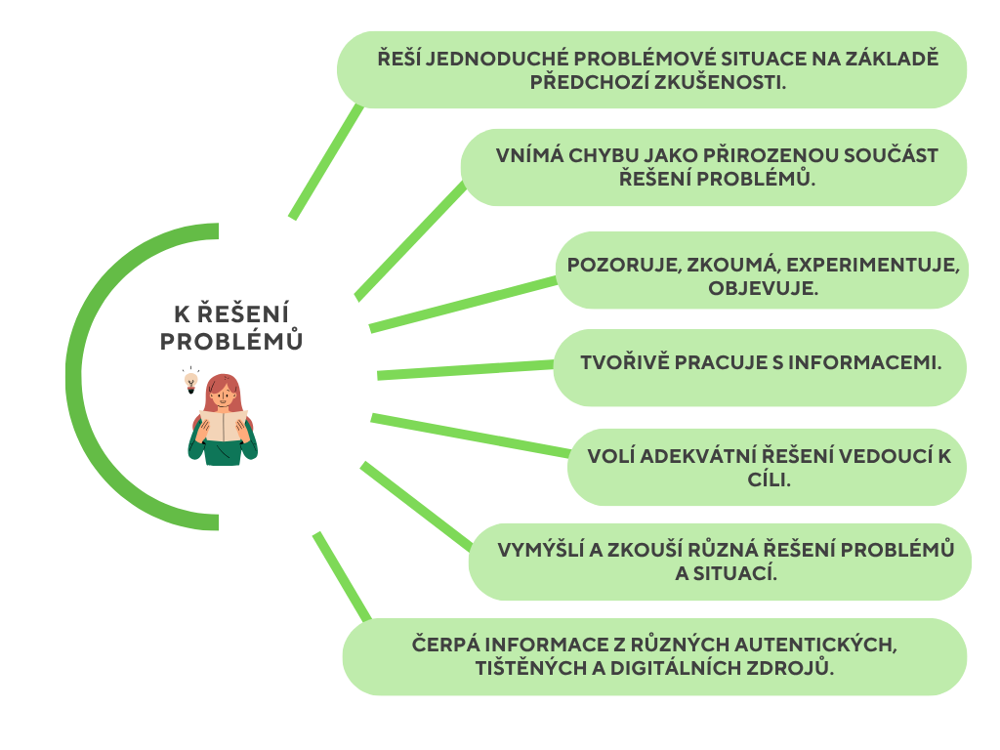 ŘEŠÍ JEDNODUCHÉ PROBLÉMOVÉ SITUACE NA ZÁKLADĚ
PŘEDCHOZÍ ZKUŠENOSTI.
VNÍMÁ CHYBU JAKO PŘIROZENOU SOUČÁST
ŘEŠENÍ PROBLÉMŮ.
POZORUJE, ZKOUMÁ, EXPERIMENTUJE,
OBJEVUJE.
K ŘEŠENÍ
PROBLÉMŮ
TVOŘIVĚ PRACUJE S INFORMACEMI.
VOLÍ ADEKVÁTNÍ ŘEŠENÍ VEDOUCÍ K
CÍLI.
VYMÝŠLÍ A ZKOUŠÍ RŮZNÁ ŘEŠENÍ PROBLÉMŮ
A SITUACÍ.
ČERPÁ INFORMACE Z RŮZNÝCH AUTENTICKÝCH,
TIŠTĚNÝCH A DIGITÁLNÍCH ZDROJŮ.